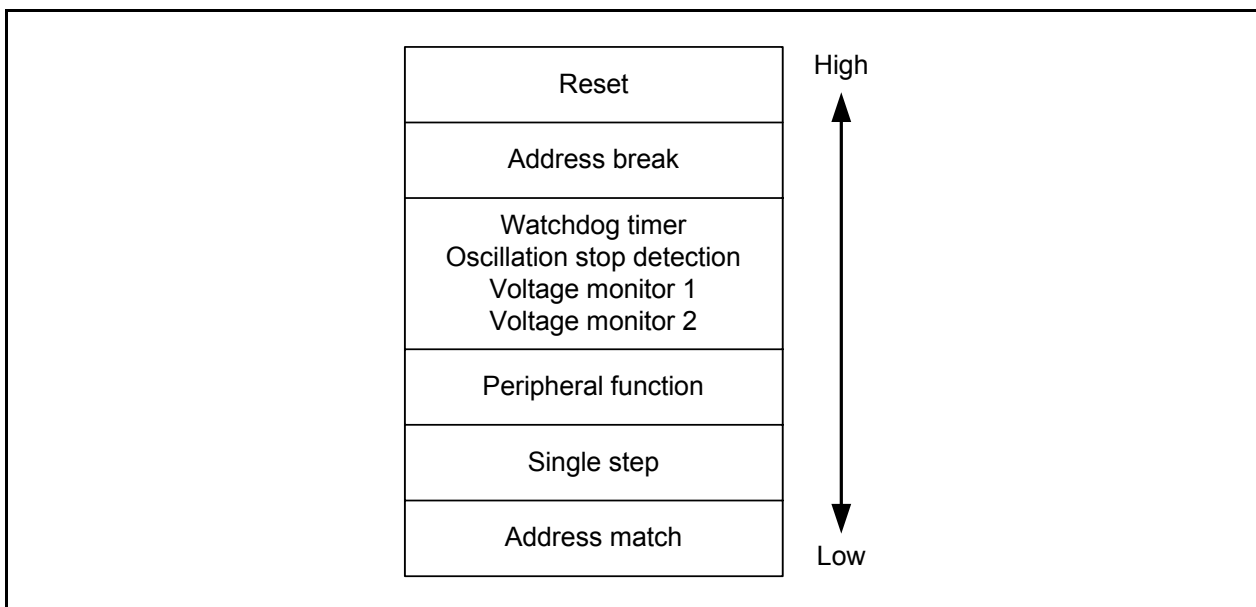 Reset
High
Address break
Watchdog timer
Oscillation stop detection
Voltage monitor 1
Voltage monitor 2
Peripheral function
Single step
Address match
Low